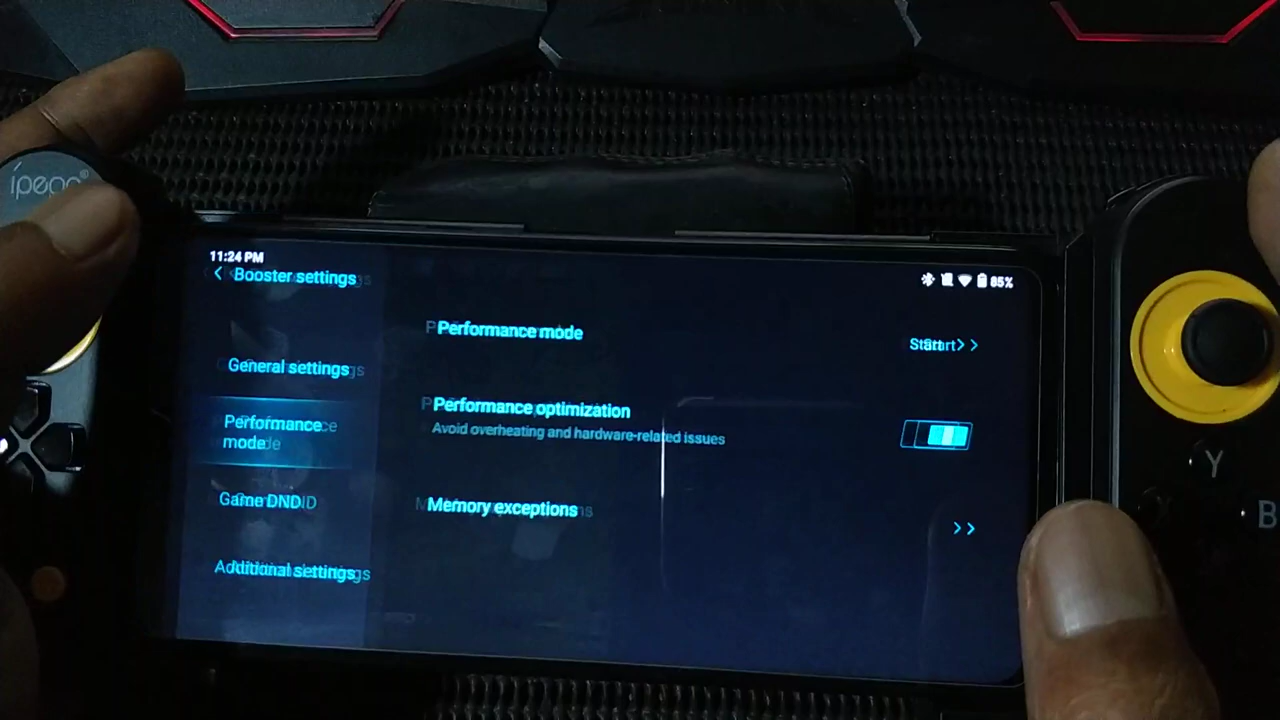 ípega®
11:24 PM
85%
Booster settings
General settings
Performance
mode
Game DND
Additional settings
Performance mode
Start
Performance optimization
Avoid overheating and hardware-related issues
Memory exceptions
Y
X
B